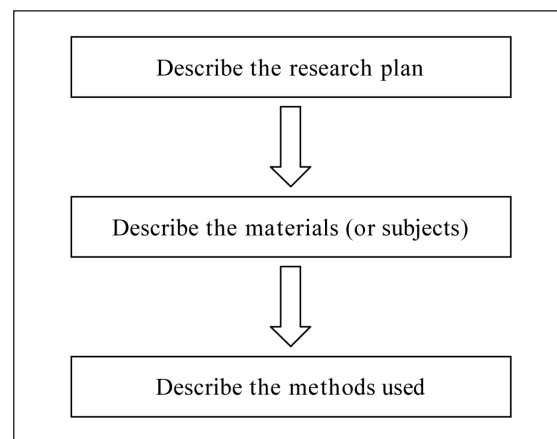 Describe the research plan
Describe the materials (or subjects)
Describe the methods used